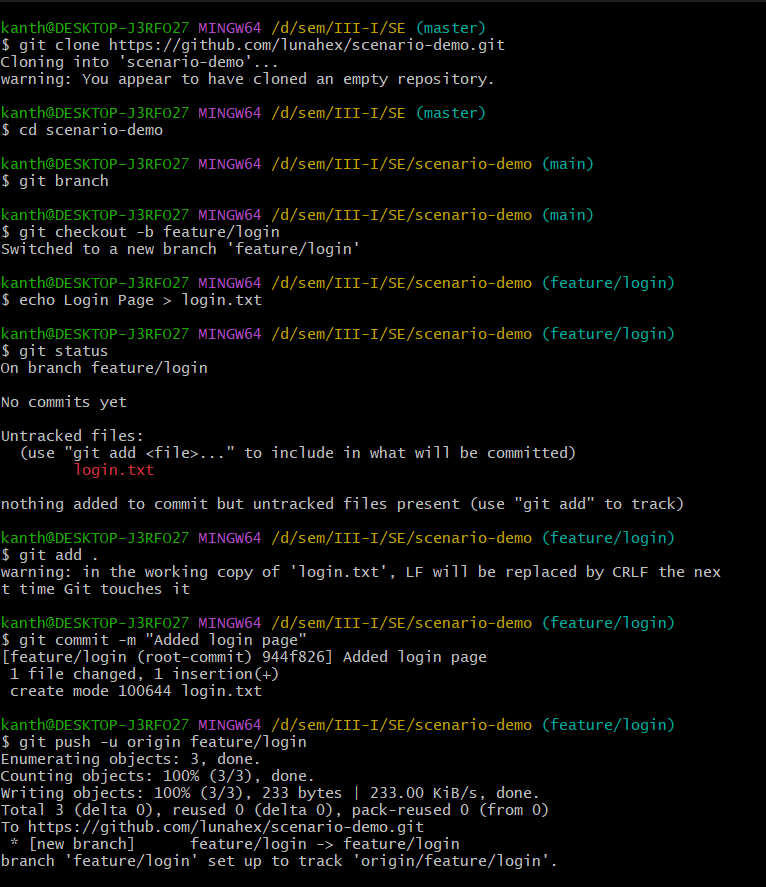 kanth@DESKTOP-J3RFO27 MINGW64 /d/sem/III-I/SE (master)
$ git clone https://github.com/lunahex/scenario-demo.git
Cloning into 'scenario-demo'...
warning: You appear to have cloned an empty repository.
kanth@DESKTOP-J3RFO27 MINGW64 /d/sem/III-I/SE (master)
$ cd scenario-demo
kanth@DESKTOP-J3RFO27 MINGW64 /d/sem/III-I/SE/scenario-demo (main)
$ git branch
kanth@DESKTOP-J3RFO27 MINGW64 /d/sem/III-I/SE/scenario-demo (main)
$ git checkout -b feature/login
Switched to a new branch 'feature/login'
kanth@DESKTOP-J3RFO27 MINGW64 /d/sem/III-I/SE/scenario-demo (feature/login)
$ echo Login Page > login.txt
kanth@DESKTOP-J3RFO27 MINGW64 /d/sem/III-I/SE/scenario-demo (feature/login)
$ git status
On branch feature/login
No commits yet
Untracked files:
  (use "git add <file>..." to include in what will be committed)
        login.txt
nothing added to commit but untracked files present (use "git add" to track)
kanth@DESKTOP-J3RFO27 MINGW64 /d/sem/III-I/SE/scenario-demo (feature/login)
$ git add .
warning: in the working copy of 'login.txt', LF will be replaced by CRLF the nex
t time Git touches it
kanth@DESKTOP-J3RFO27 MINGW64 /d/sem/III-I/SE/scenario-demo (feature/login)
$ git commit -m "Added login page"
[feature/login (root-commit) 944f826] Added login page
 1 file changed, 1 insertion(+)
 create mode 100644 login.txt
kanth@DESKTOP-J3RFO27 MINGW64 /d/sem/III-I/SE/scenario-demo (feature/login)
$ git push -u origin feature/login
Enumerating objects: 3, done.
Counting objects: 100% (3/3), done.
Writing objects: 100% (3/3), 233 bytes | 233.00 KiB/s, done.
Total 3 (delta 0), reused 0 (delta 0), pack-reused 0 (from 0)
To https://github.com/lunahex/scenario-demo.git
 * [new branch]      feature/login -> feature/login
branch 'feature/login' set up to track 'origin/feature/login'.